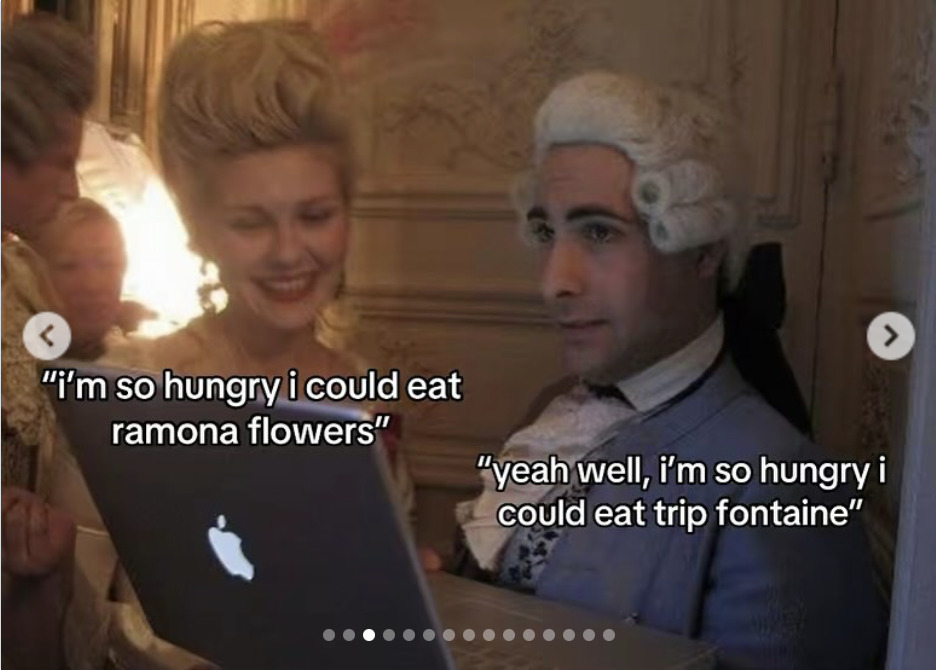 “i’m so hungry i could eat
ramona flowers”
“yeah well, i’m so hungry i
could eat trip fontaine”